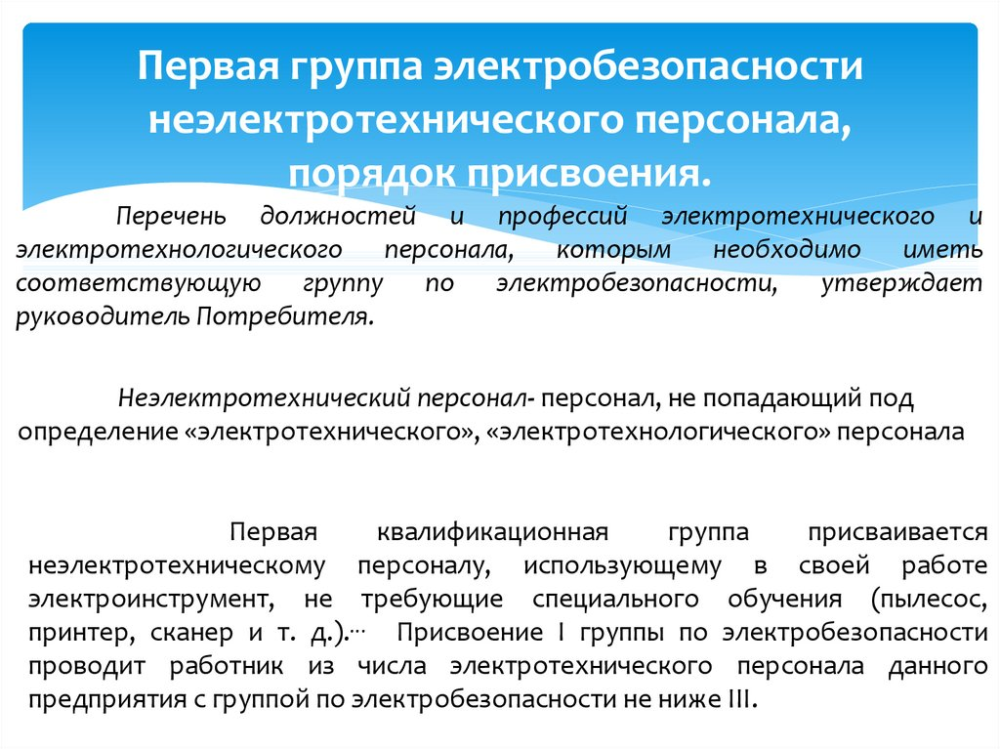 Первая группа электробезопасности
неэлектротехнического персонала,
порядок присвоения.
Перечень должностей и профессий электротехнического и
электротехнологического персонала, которым необходимо иметь
соответствующую группу по электробезопасности, утверждает
руководитель Потребителя.
Неэлектротехнический персонал- персонал, не попадающий под
определение «электротехнического», «электротехнологического» персонала
Первая квалификационная группа присваивается
неэлектротехническому персоналу, использующему в своей работе
электроинструмент, не требующие специального обучения (пылесос,
принтер, сканер и т. д.).... Присвоение I группы по электробезопасности
проводит работник из числа электротехнического персонала данного
предприятия с группой по электробезопасности не ниже III.